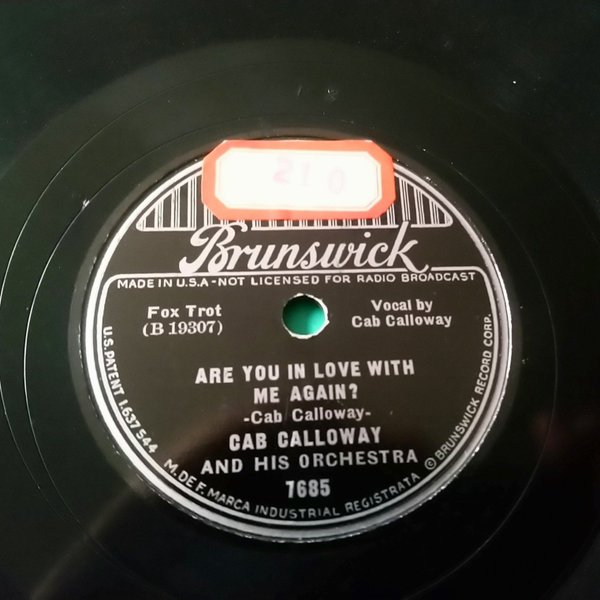 210
Brunswick
MADE IN U.S.A-NOT LICENSED FOR RADIO BROADCAST
Fox Trot
(B 19307)
Vocal by
Cab Calloway
ARE YOU IN LOVE WITH
ME AGAIN?
-Cab Calloway-
CAB CALLOWAY
AND HIS ORCHESTRA
7685
U.S. PATENT 1,637,544
M. DE F. MARCA INDUSTRIAL REGISTRATA
© BRUNSWICK RECORD CORP.